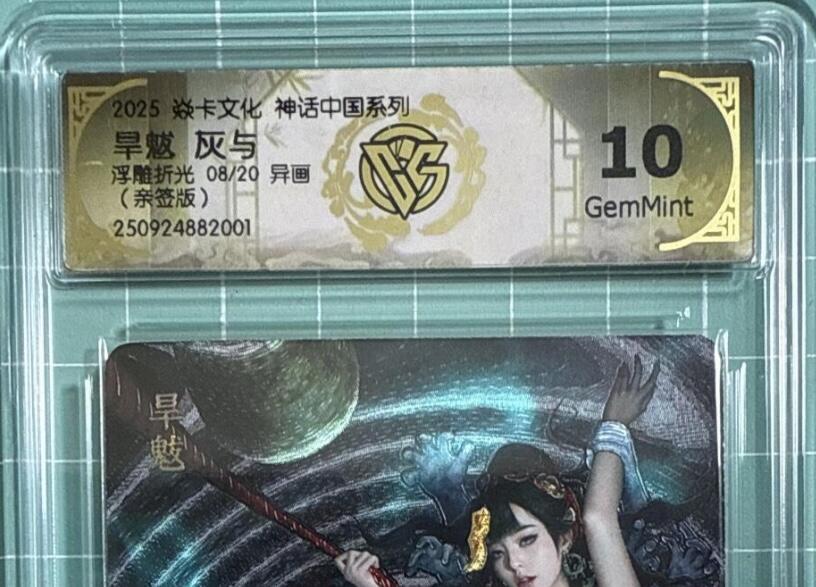 2025 焱卡文化 神话中国系列
旱魃 灰与
浮雕折光 08/20 异画
（亲签版）
250924882001
10
GemMint
旱魃